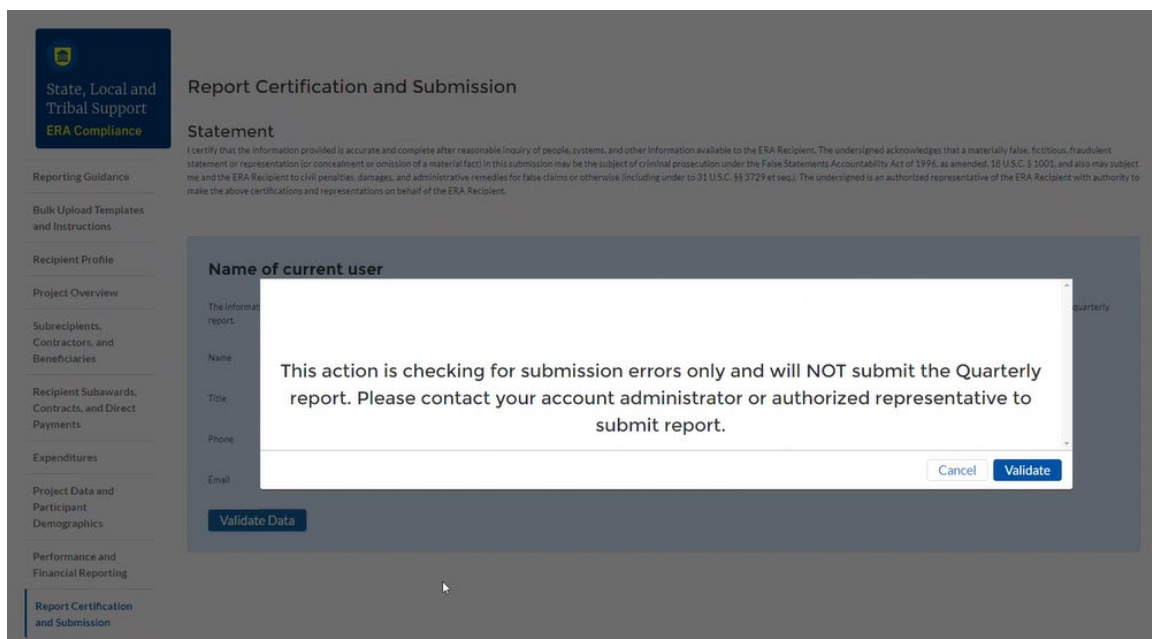 State, Local and
Tribal Support
ERA Compliance
Reporting Guidance
Bulk Upload Templates
and Instructions
Recipient Profile
Project Overview
Subrecipients,
Contractors, and
Beneficiaries
Recipient Subawards,
Contracts, and Direct
Payments
Expenditures
Project Data and
Participant
Demographics
Performance and
Financial Reporting
Report Certification
and Submission
Report Certification and Submission
Statement
I certify that the information provided is accurate and complete after reasonable inquiry of people, systems, and other information available to the ERA Recipient. The undersigned acknowledges that a materially false, fictitious, fraudulent
statement or representation (or concealment or omission of a material fact) in this submission may be the subject of criminal prosecution under the False Statements Accountability Act of 1996, as amended, 18 U.S.C. § 1001, and also may subject
me and the ERA Recipient to civil penalties, damages, and administrative remedies for false claims or otherwise (including under to 31 U.S.C. §§ 3729 et seq.). The undersigned is an authorized representative of the ERA Recipient with authority to
make the above certifications and representations on behalf of the ERA Recipient.
Name of current user
The informat
quarterly
report.
Name
Title
Phone
Email
This action is checking for submission errors only and will NOT submit the Quarterly
report. Please contact your account administrator or authorized representative to
submit report.
Cancel Validate
Validate Data